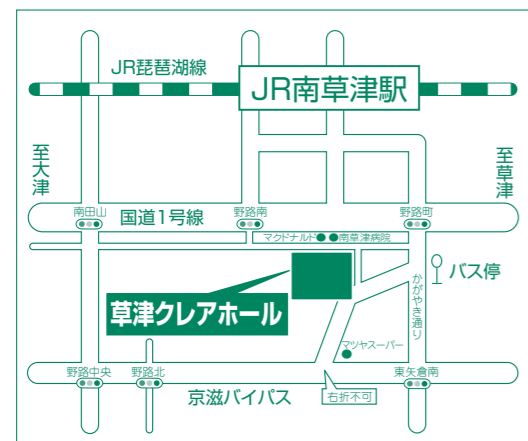 JR琵琶湖線
JR南草津駅
至大津
至草津
南田山
国道1号線
野路南
野路町
マクドナルド
南草津病院
バス停
かがやき通り
草津クレアホール
マツヤスーパー
野路中央
野路北
京滋バイパス
右折不可
東矢倉南